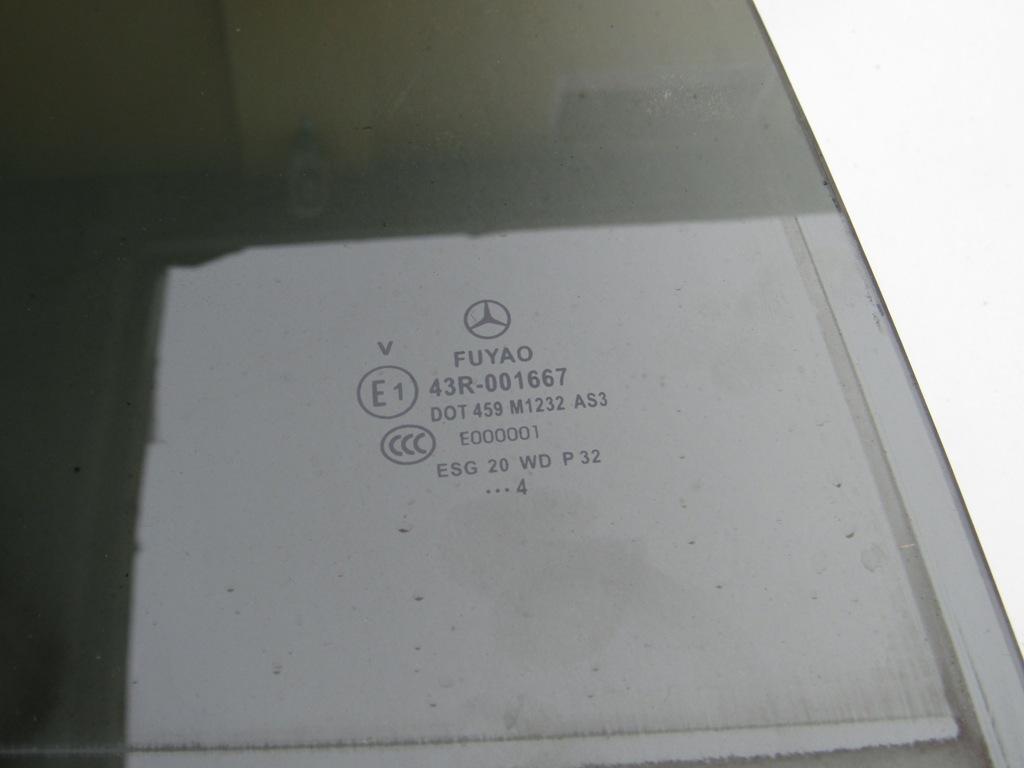 FUYAO
V
E1 43R-001667
DOT 459 M1232 AS3
CCC E000001
ESG 20 WD P 32
...4